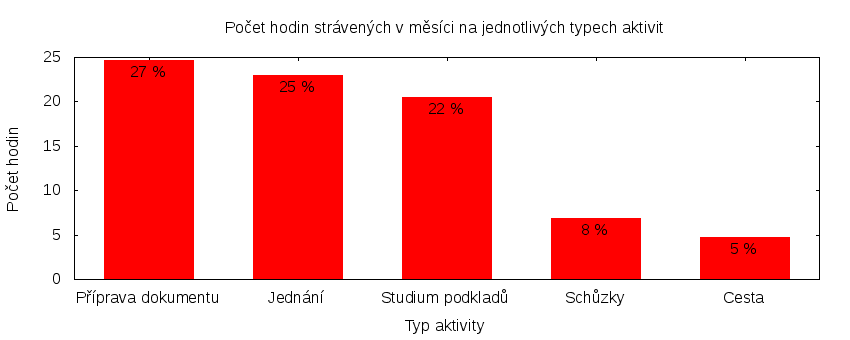 Počet hodin strávených v měsíci na jednotlivých typech aktivit
25
20
15
10
5
0
Počet hodin
27 %
25 %
22 %
8 %
5 %
Příprava dokumentu
Jednání
Studium podkladů
Schůzky
Cesta
Typ aktivity